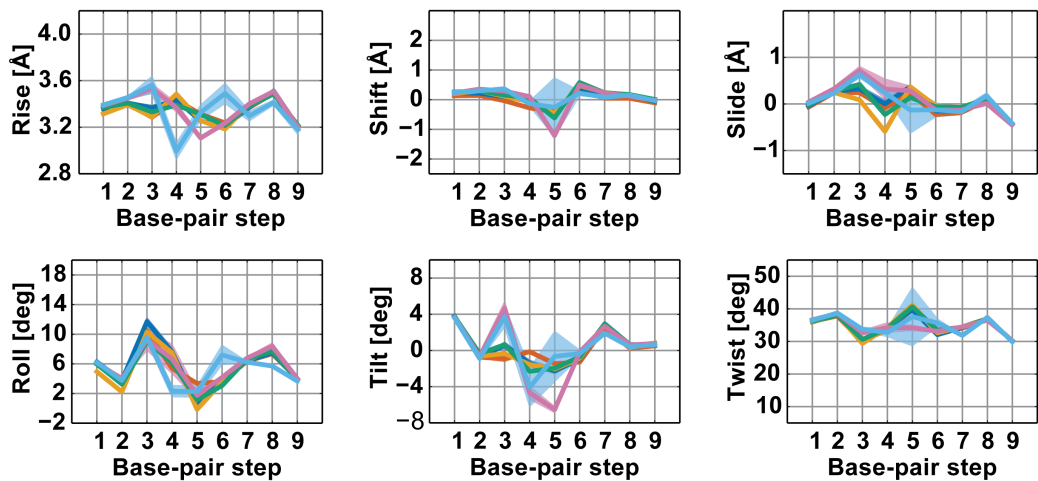 Rise [Å]
4.0
3.6
3.2
2.8
1 2 3 4 5 6 7 8 9
Base-pair step
Shift [Å]
2
1
0
−1
−2
1 2 3 4 5 6 7 8 9
Base-pair step
Slide [Å]
1
0
−1
1 2 3 4 5 6 7 8 9
Base-pair step
Roll [deg]
18
14
10
6
2
−2
1 2 3 4 5 6 7 8 9
Base-pair step
Tilt [deg]
8
4
0
−4
−8
1 2 3 4 5 6 7 8 9
Base-pair step
Twist [deg]
50
40
30
20
10
1 2 3 4 5 6 7 8 9
Base-pair step